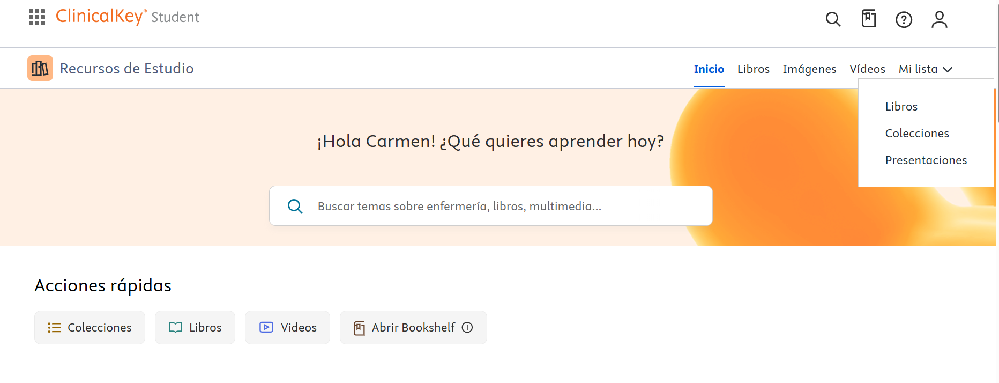 ClinicalKey® Student
Recursos de Estudio
Inicio Libros Imágenes Vídeos Mi lista
Libros
Colecciones
Presentaciones
¡Hola Carmen! ¿Qué quieres aprender hoy?
Buscar temas sobre enfermería, libros, multimedia...
Acciones rápidas
Colecciones Libros Videos Abrir Bookshelf